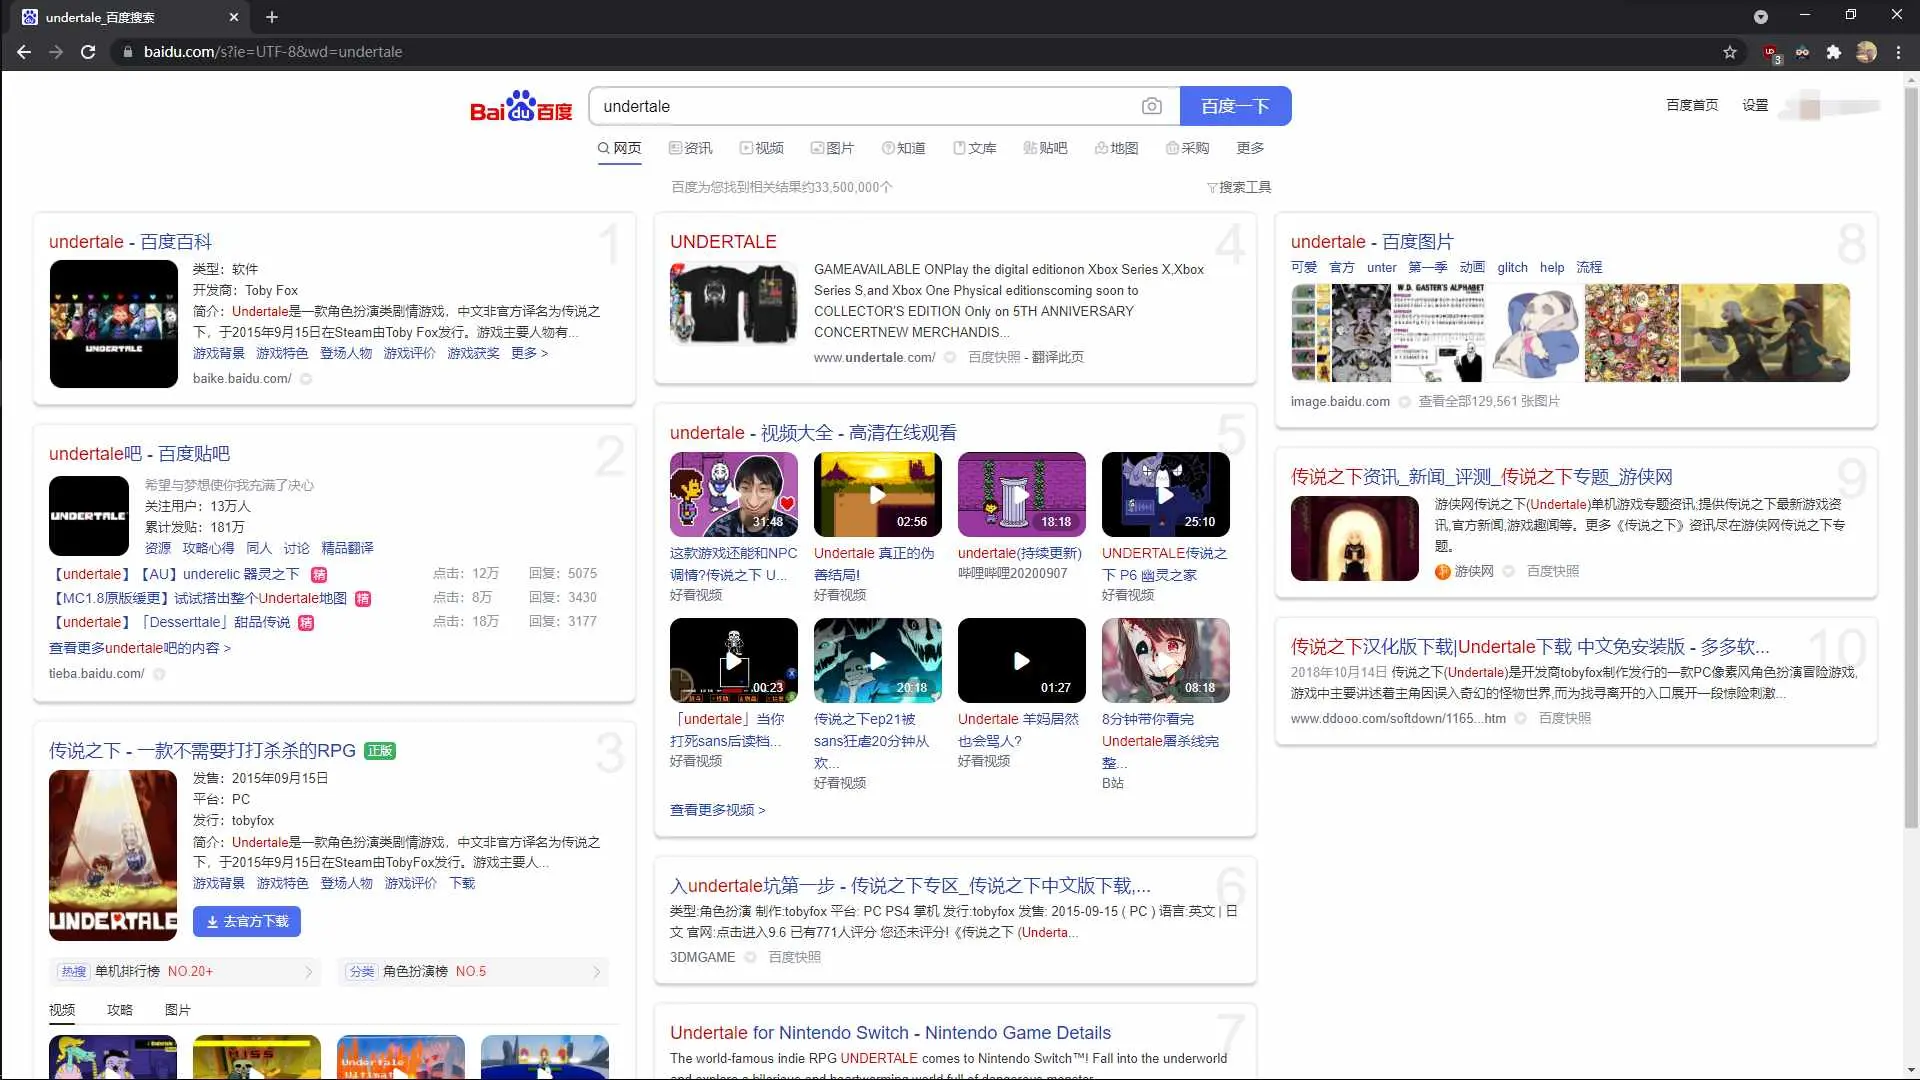 undertale_百度搜索
baidu.com/s?ie=UTF-8&wd=undertale
3
Bai du 百度
undertale
百度一下
百度首页 设置
网页 资讯 视频 图片 知道 文库 贴吧 地图 采购 更多
百度为您找到相关结果约33,500,000个
搜索工具
undertale - 百度百科
1
UNDERTALE
类型：软件
开发商：Toby Fox
简介：Undertale是一款角色扮演类剧情游戏，中文非官方译名为传说之
下，于2015年9月15日在Steam由Toby Fox发行。游戏主要人物有...
游戏背景 游戏特色 登场人物 游戏评价 游戏获奖 更多 >
baike.baidu.com/
undertale吧 - 百度贴吧
2
UNDERTALE
希望与梦想使你我充满了决心
关注用户：13万人
累计发贴：181万
资源 攻略心得 同人 讨论 精品翻译
【undertale】【AU】underelic 器灵之下 精 点击：12万 回复：5075
【MC1.8原版缓更】试试搭出整个Undertale地图 精 点击：8万 回复：3430
【undertale】「Desserttale」甜品传说 精 点击：18万 回复：3177
查看更多undertale吧的内容 >
tieba.baidu.com/
传说之下 - 一款不需要打打杀杀的RPG 正版
3
UNDERTALE
发售：2015年09月15日
平台：PC
发行：tobyfox
简介：Undertale是一款角色扮演类剧情游戏，中文非官方译名为传说之
下，于2015年9月15日在Steam由TobyFox发行。游戏主要人...
游戏背景 游戏特色 登场人物 游戏评价 下载
去官方下载
热搜 单机排行榜 NO.20+
分类 角色扮演榜 NO.5
视频 攻略 图片
MISS
Undertale
UNDERTALE
4
GAMEAVAILABLE ONPlay the digital editionon Xbox Series X,Xbox
Series S,and Xbox One Physical editionscoming soon to
COLLECTOR'S EDITION Only on 5TH ANNIVERSARY
CONCERTNEW MERCHANDIS...
www.undertale.com/ 百度快照 - 翻译此页
undertale - 视频大全 - 高清在线观看
5
31:48
02:56
18:18
25:10
这款游戏还能和NPC
调情?传说之下 U...
好看视频
Undertale 真正的伪
善结局!
好看视频
undertale(持续更新)
哔哩哔哩20200907
UNDERTALE传说之
下 P6 幽灵之家
好看视频
00:23
20:18
01:27
08:18
「undertale」当你
打死sans后读档...
好看视频
传说之下ep21被
sans狂虐20分钟从
欢...
好看视频
Undertale 羊妈居然
也会骂人?
好看视频
8分钟带你看完
Undertale屠杀线完
整...
B站
查看更多视频 >
入undertale坑第一步 - 传说之下专区_传说之下中文版下载,...
6
类型:角色扮演 制作:tobyfox 平台: PC PS4 掌机 发行:tobyfox 发售: 2015-09-15 ( PC ) 语言:英文 | 日
文 官网:点击进入9.6 已有771人评分 您还未评分!《传说之下 (Underta...
3DMGAME 百度快照
Undertale for Nintendo Switch - Nintendo Game Details
7
The world-famous indie RPG UNDERTALE comes to Nintendo Switch™! Fall into the underworld
and explore a hilarious and heartwarming world full of dangerous monster
undertale - 百度图片
8
可爱 官方 unter 第一季 动画 glitch help 流程
W.D. GASTER'S ALPHABET
image.baidu.com 查看全部129,561 张图片
传说之下资讯_新闻_评测_传说之下专题_游侠网
9
游侠网传说之下(Undertale)单机游戏专题资讯;提供传说之下最新游戏资
讯,官方新闻,游戏趣闻等。更多《传说之下》资讯尽在游侠网传说之下专
题。
游侠网 百度快照
传说之下汉化版下载|Undertale下载 中文免安装版 - 多多软...
10
2018年10月14日 传说之下(Undertale)是开发商tobyfox制作发行的一款PC像素风角色扮演冒险游戏,
游戏中主要讲述着主角因误入奇幻的怪物世界,而为找寻离开的入口展开一段惊险刺激...
www.ddooo.com/softdown/1165...htm 百度快照